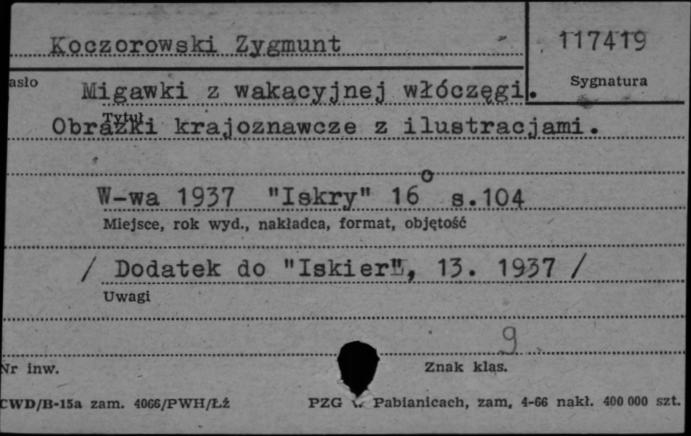 Koczorowski Zygmunt
117419
asło
Sygnatura
Migawki z wakacyjnej włóczęgi.
Tytuł
Obrazki krajoznawcze z ilustracjami.
W-wa 1937 "Iskry" 16° s.104
Miejsce, rok wyd., nakładca, format, objętość
/ Dodatek do "Iskier", 13. 1937 /
Uwagi
9
Nr inw.
Znak klas.
CWD/B-15a zam. 4066/PWH/Łż
PZG w Pabianicach, zam. 4-66 nakł. 400 000 szt.